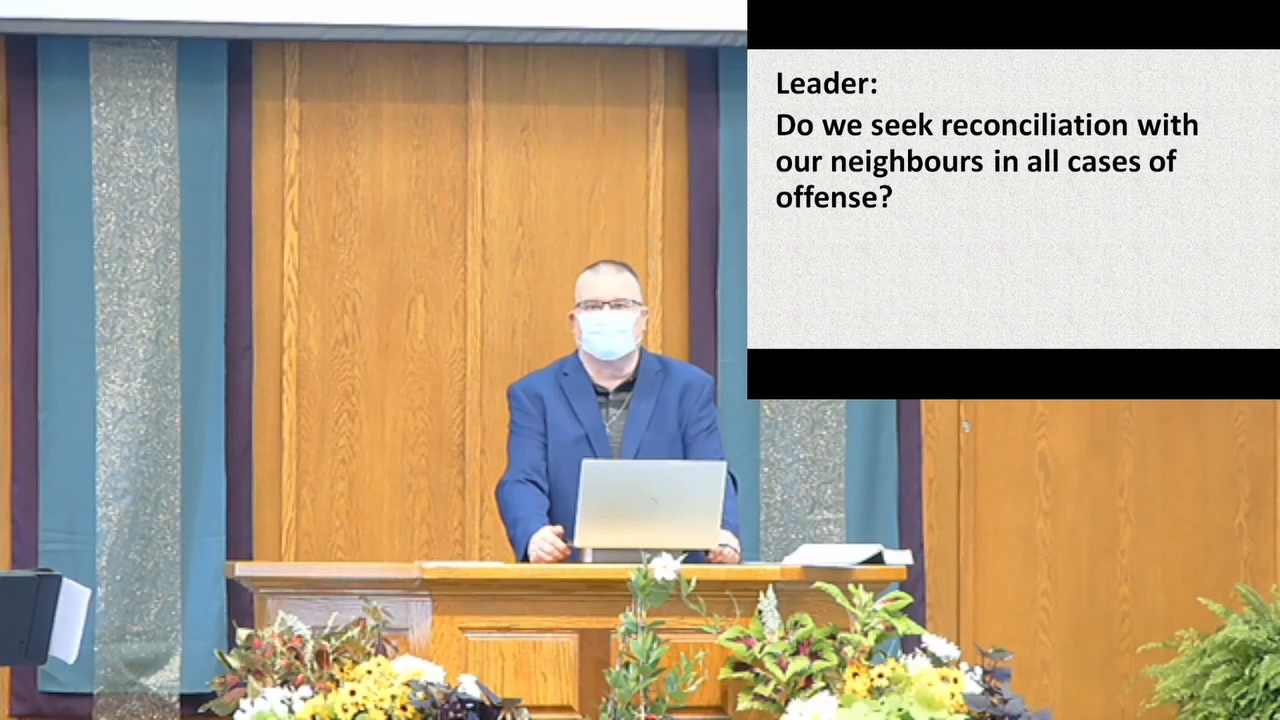 Leader:
Do we seek reconciliation with
our neighbours in all cases of
offense?